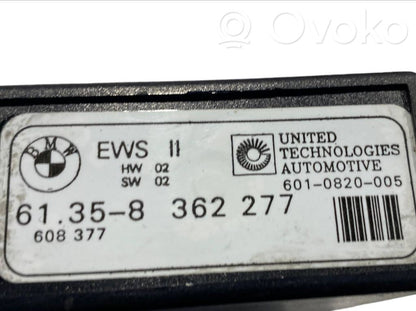 Ovoko
BMW
EWS II
HW 02
SW 02
UNITED
TECHNOLOGIES
AUTOMOTIVE
601-0820-005
61.35-8 362 277
608 377